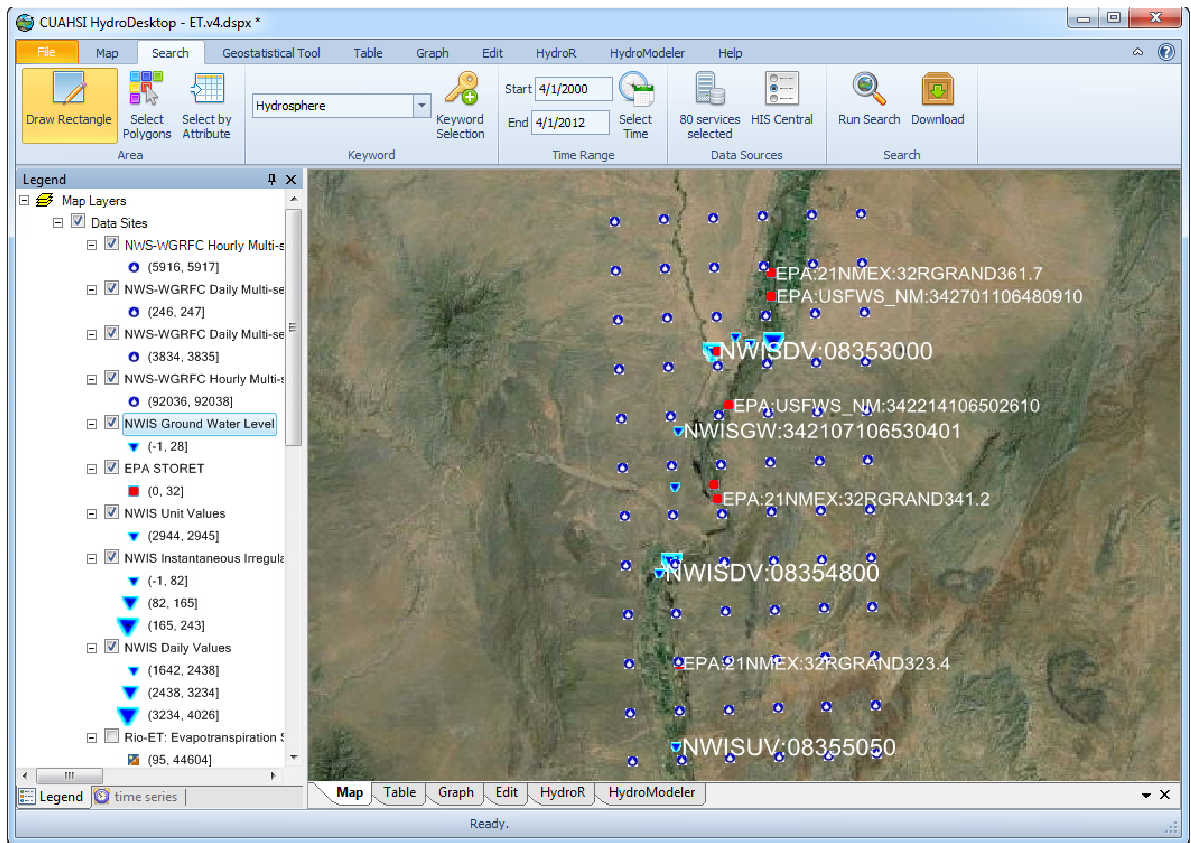 CUAHSI HydroDesktop - ET.v4.dspx *
File Map Search Geostatistical Tool Table Graph Edit HydroR HydroModeler Help
Draw Rectangle
Select Polygons
Select by Attribute
Area
Hydrosphere
Keyword Selection
Keyword
Start 4/1/2000
End 4/1/2012
Select Time
Time Range
80 services selected
HIS Central
Data Sources
Run Search
Download
Search
Legend
Map Layers
Data Sites
NWS-WGRFC Hourly Multi-s
(5916, 5917]
NWS-WGRFC Daily Multi-se
(246, 247]
NWS-WGRFC Daily Multi-se
(3834, 3835]
NWS-WGRFC Hourly Multi-s
(92036, 92038]
NWIS Ground Water Level
(-1, 28]
EPA STORET
(0, 32]
NWIS Unit Values
(2944, 2945]
NWIS Instantaneous Irregula
(-1, 82]
(82, 165]
(165, 243]
NWIS Daily Values
(1642, 2438]
(2438, 3234]
(3234, 4026]
Rio-ET: Evapotranspiration S
(95, 44604]
Legend time series
EPA:21NMEX:32RGRAND361.7
EPA:USFWS_NM:342701106480910
NWISDV:08353000
EPA:USFWS_NM:342214106502610
NWISGW:342107106530401
EPA:21NMEX:32RGRAND341.2
NWISDV:08354800
EPA:21NMEX:32RGRAND323.4
NWISUV:08355050
Map Table Graph Edit HydroR HydroModeler
Ready.